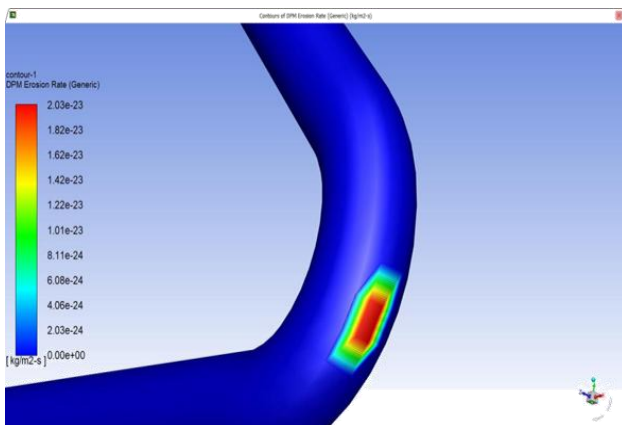 Contours of DPM Erosion Rate (Generic) (kg/m2-s)
contour-1
DPM Erosion Rate (Generic)
2.03e-23
1.82e-23
1.62e-23
1.42e-23
1.22e-23
1.01e-23
8.11e-24
6.08e-24
4.06e-24
2.03e-24
0.00e+00
[ kg/m2-s ]